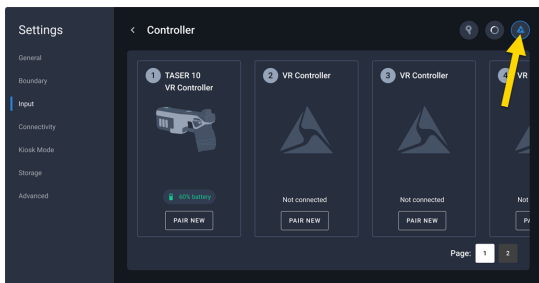 Settings
General
Boundary
Input
Connectivity
Kiosk Mode
Storage
Advanced
< Controller
1 TASER 10
VR Controller
60% battery
PAIR NEW
2 VR Controller
Not connected
PAIR NEW
3 VR Controller
Not connected
PAIR NEW
4 VR
Not
PA
Page: 1 2